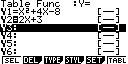 Table Func :Y=
Y1=X²+4X-8 [—]
Y2=2X+3 [—]
Y3: [—]
Y4: [—]
Y5: [—]
Y6: [—]
SEL DEL TYPE STYL SET TABL